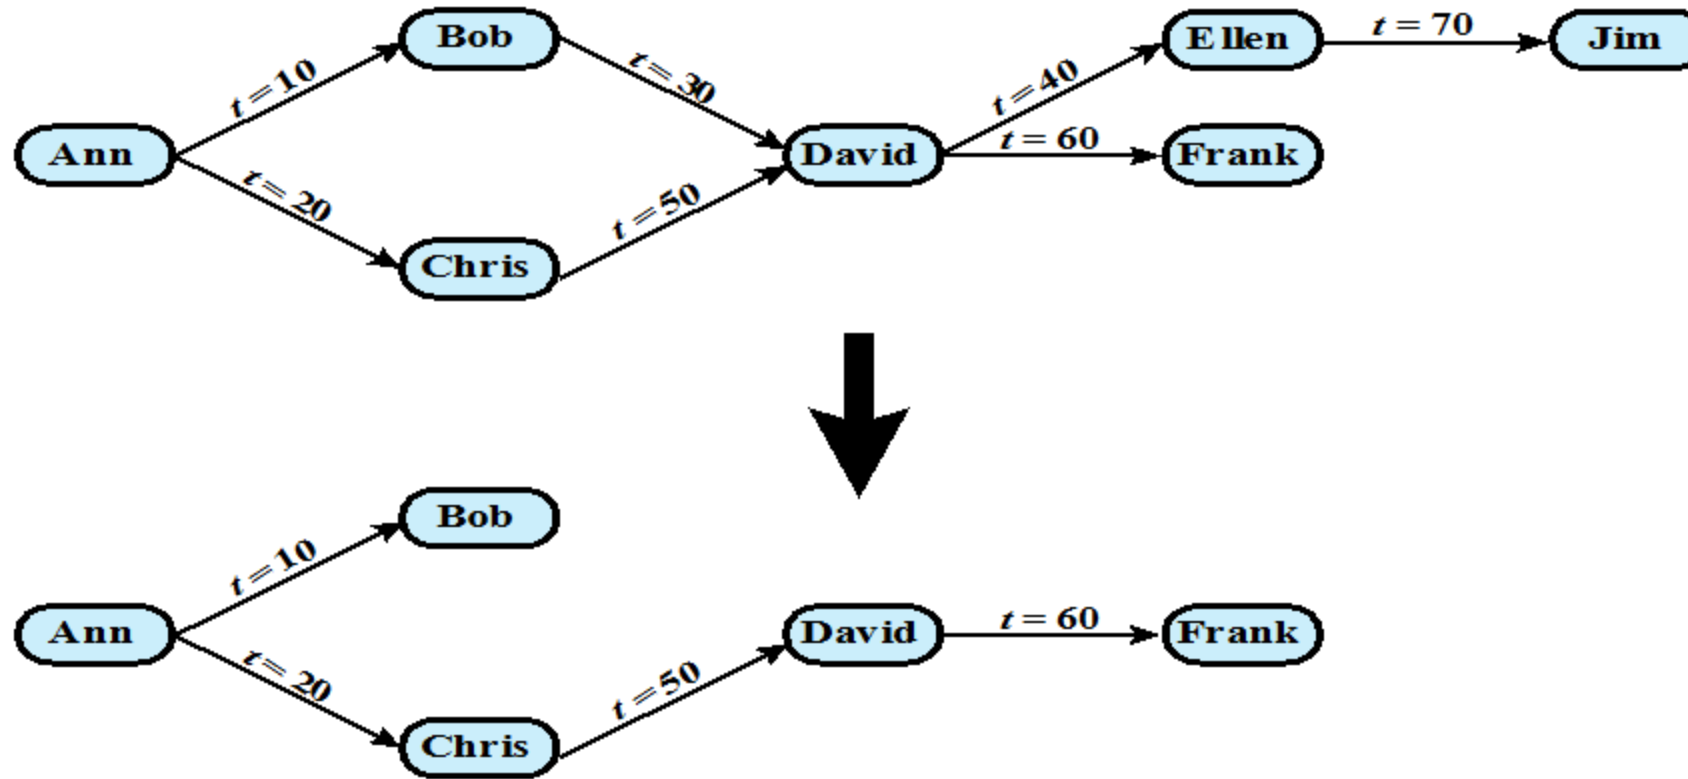 Bob
Ellen
t = 70
Jim
t = 10
t = 30
t = 40
Ann
David
t = 60
Frank
t = 20
t = 50
Chris
Bob
t = 10
Ann
David
t = 60
Frank
t = 20
t = 50
Chris